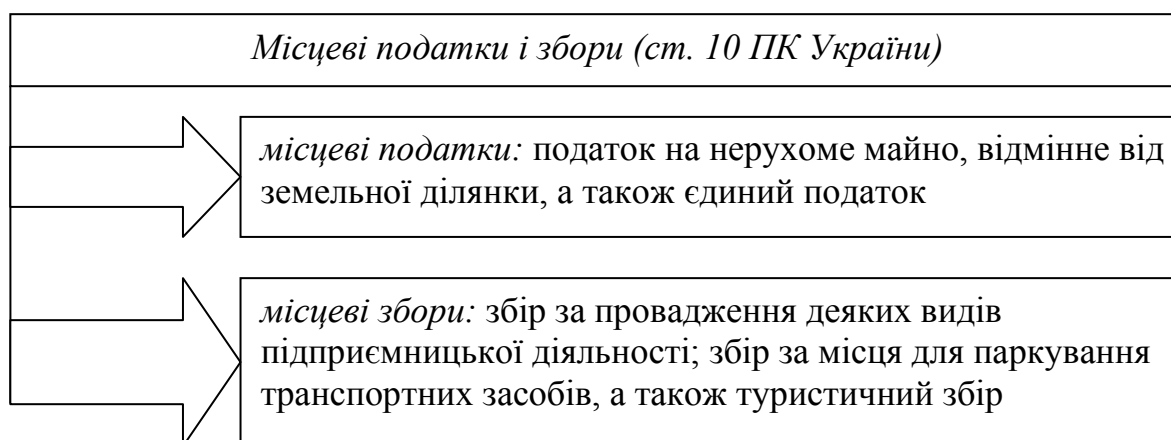 Місцеві податки і збори (ст. 10 ПК України)
місцеві податки: податок на нерухоме майно, відмінне від
земельної ділянки, а також єдиний податок
місцеві збори: збір за провадження деяких видів
підприємницької діяльності; збір за місця для паркування
транспортних засобів, а також туристичний збір